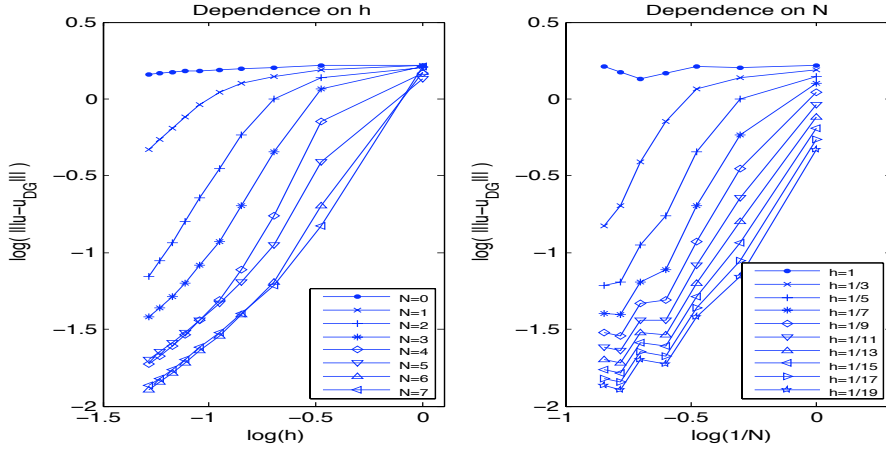 Dependence on h
0.5
0
−0.5
−1
−1.5
−2
log( |||u−u_DG||| )
−1.5
−1
−0.5
0
log(h)
N=0
N=1
N=2
N=3
N=4
N=5
N=6
N=7
Dependence on N
0.5
0
−0.5
−1
−1.5
−2
log( |||u−u_DG||| )
−1
−0.5
0
log(1/N)
h=1
h=1/3
h=1/5
h=1/7
h=1/9
h=1/11
h=1/13
h=1/15
h=1/17
h=1/19